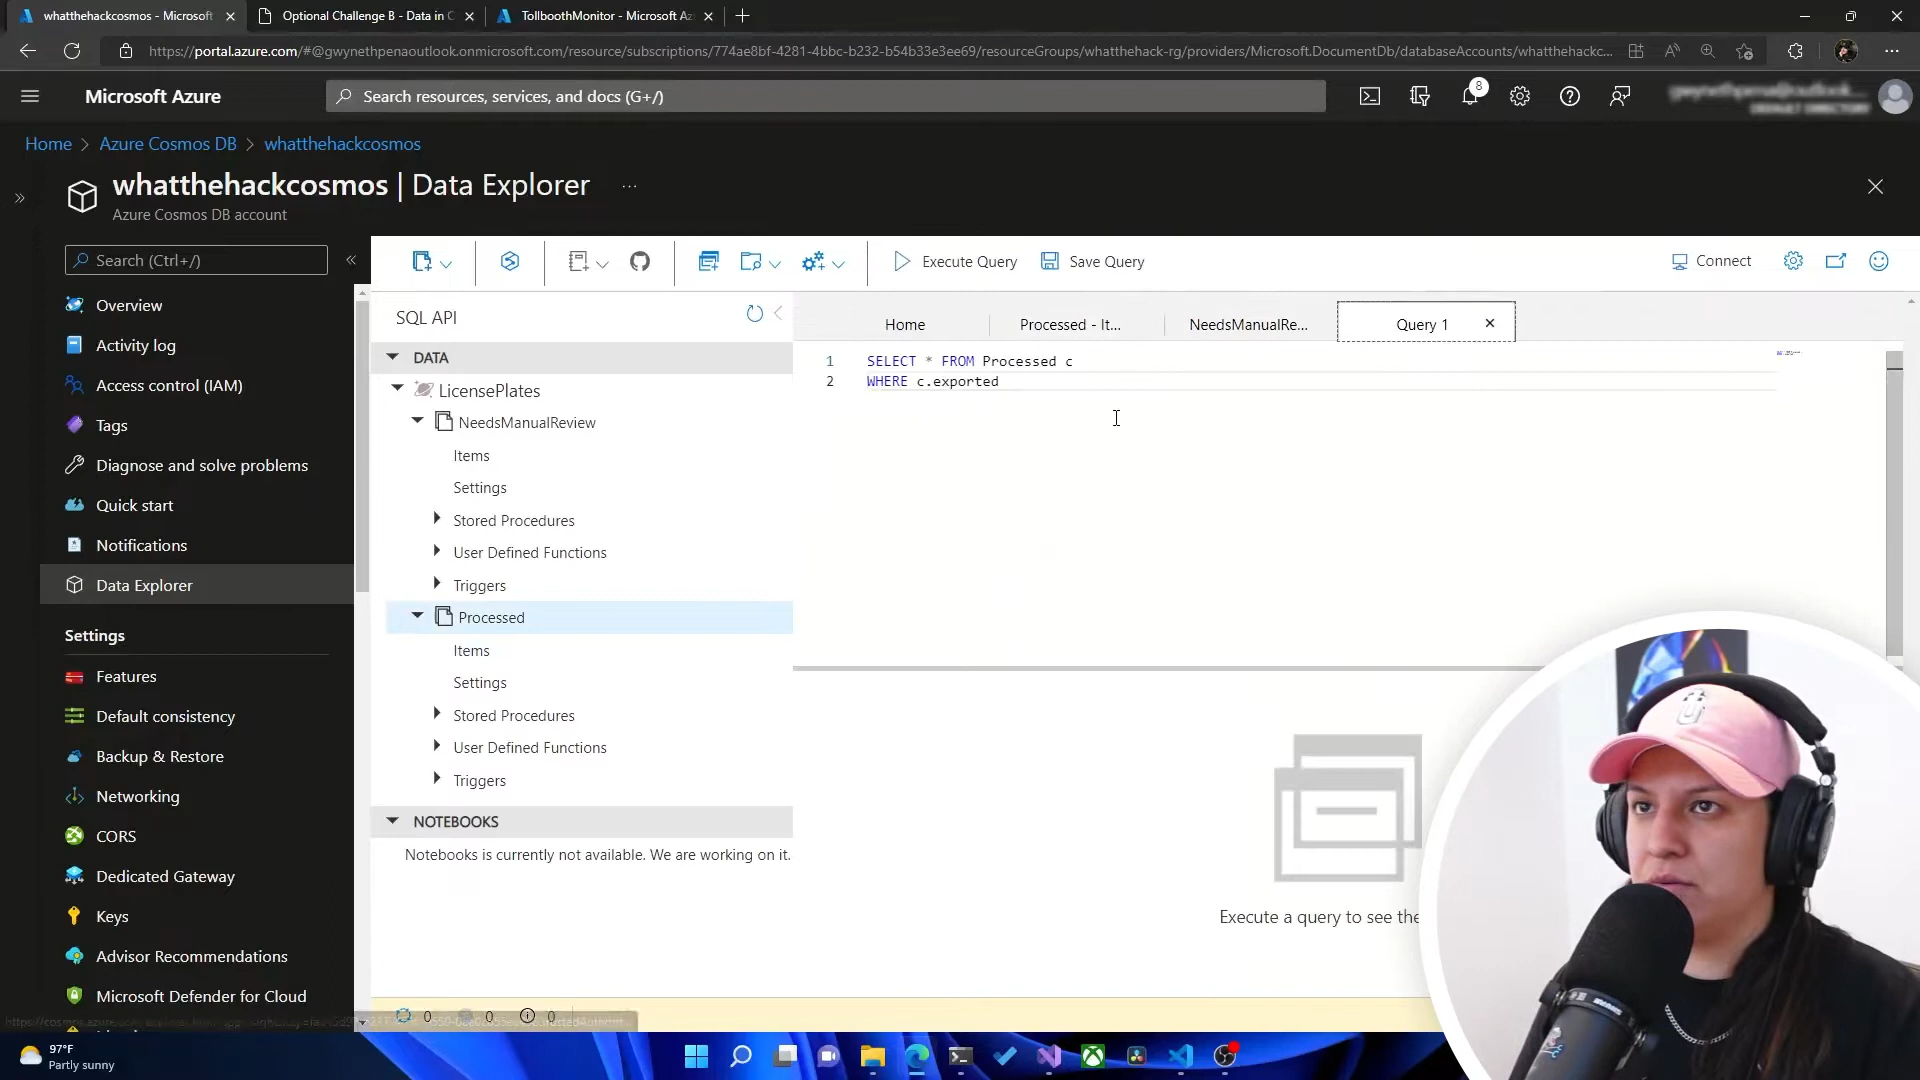 whatthehackcosmos - Microsoft
Optional Challenge B - Data in C
TollboothMonitor - Microsoft Az
https://portal.azure.com/#@gwynethpenaoutlook.onmicrosoft.com/resource/subscriptions/774ae8bf-4281-4bbc-b232-b54b33e3ee69/resourceGroups/whatthehack-rg/providers/Microsoft.DocumentDb/databaseAccounts/whatthehackc...
Microsoft Azure
Search resources, services, and docs (G+/)
8
Home > Azure Cosmos DB > whatthehackcosmos
whatthehackcosmos | Data Explorer ...
Azure Cosmos DB account
Search (Ctrl+/)
Overview
Activity log
Access control (IAM)
Tags
Diagnose and solve problems
Quick start
Notifications
Data Explorer
Settings
Features
Default consistency
Backup & Restore
Networking
CORS
Dedicated Gateway
Keys
Advisor Recommendations
Microsoft Defender for Cloud
Execute Query
Save Query
Connect
SQL API
DATA
LicensePlates
NeedsManualReview
Items
Settings
Stored Procedures
User Defined Functions
Triggers
Processed
Items
Settings
Stored Procedures
User Defined Functions
Triggers
NOTEBOOKS
Notebooks is currently not available. We are working on it.
Home
Processed - It...
NeedsManualRe...
Query 1
1 SELECT * FROM Processed c
2 WHERE c.exported
Execute a query to see the
0 0 0
97°F
Partly sunny